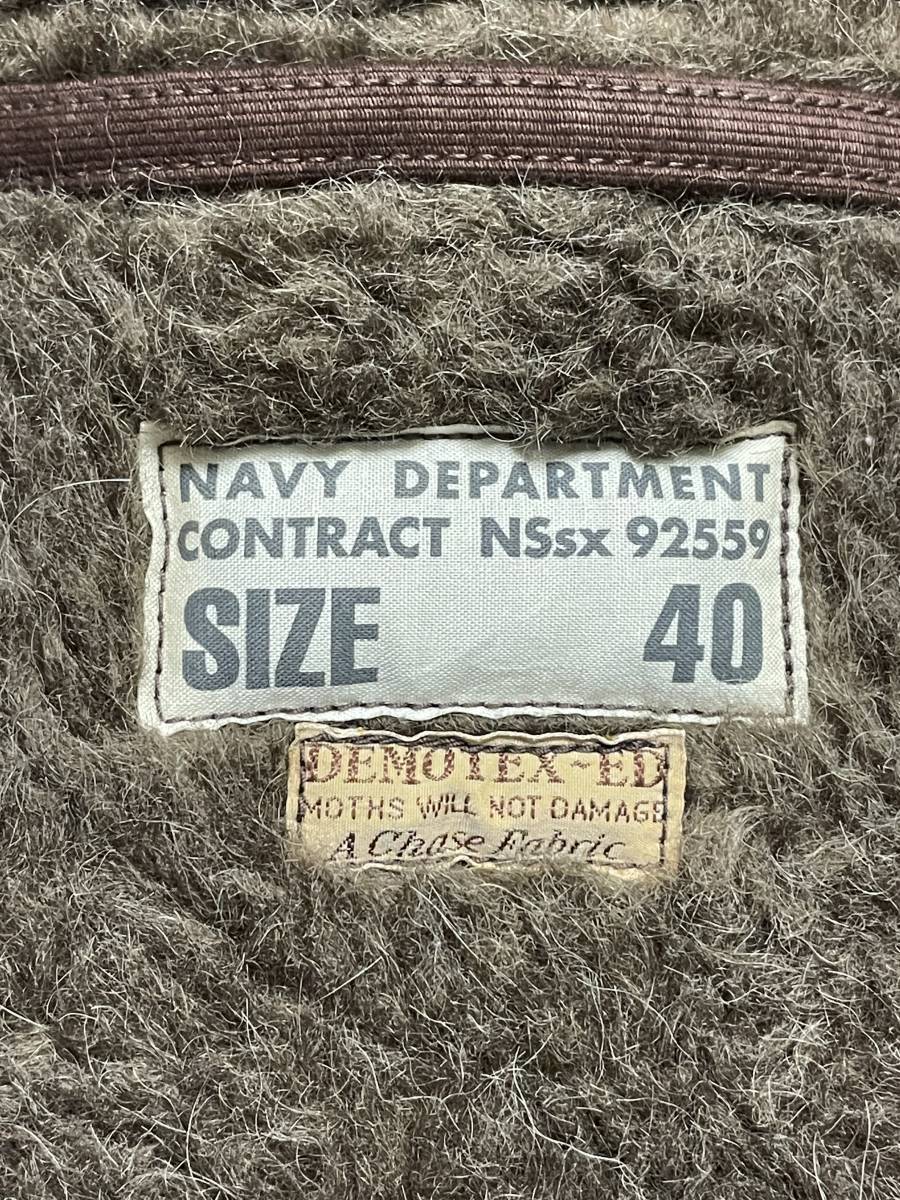 NAVY DEPARTMENT
CONTRACT NSsx 92559
SIZE 40
DEMOTEX-ED
MOTHS WILL NOT DAMAGE
A Chase Fabric